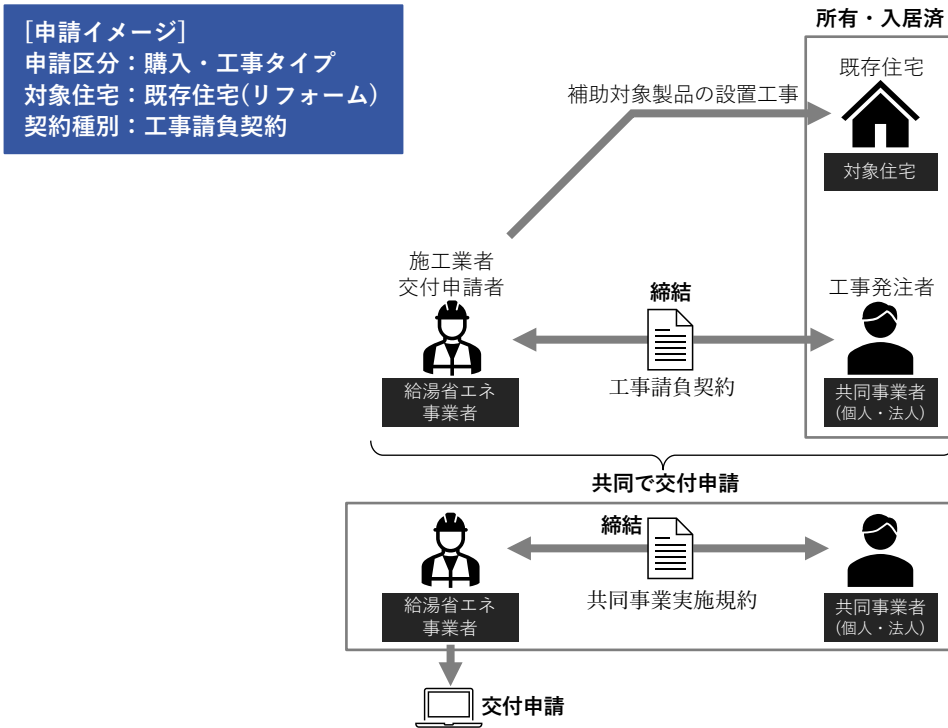 [申請イメージ]
申請区分：購入・工事タイプ
対象住宅：既存住宅(リフォーム)
契約種別：工事請負契約
所有・入居済
既存住宅
補助対象製品の設置工事
対象住宅
施工業者
交付申請者
締結
工事発注者
給湯省エネ
事業者
工事請負契約
共同事業者
(個人・法人)
共同で交付申請
締結
給湯省エネ
事業者
共同事業実施規約
共同事業者
(個人・法人)
交付申請